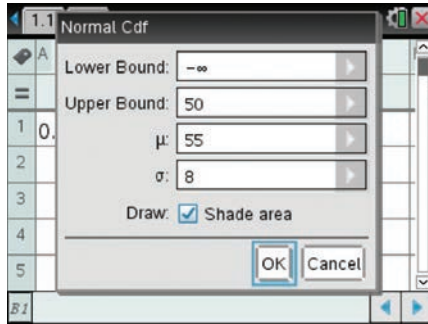 1.1
Normal Cdf
A
Lower Bound: -∞
=
Upper Bound: 50
1 0.
μ: 55
2
σ: 8
3
Draw: Shade area
4
OK Cancel
5
B1